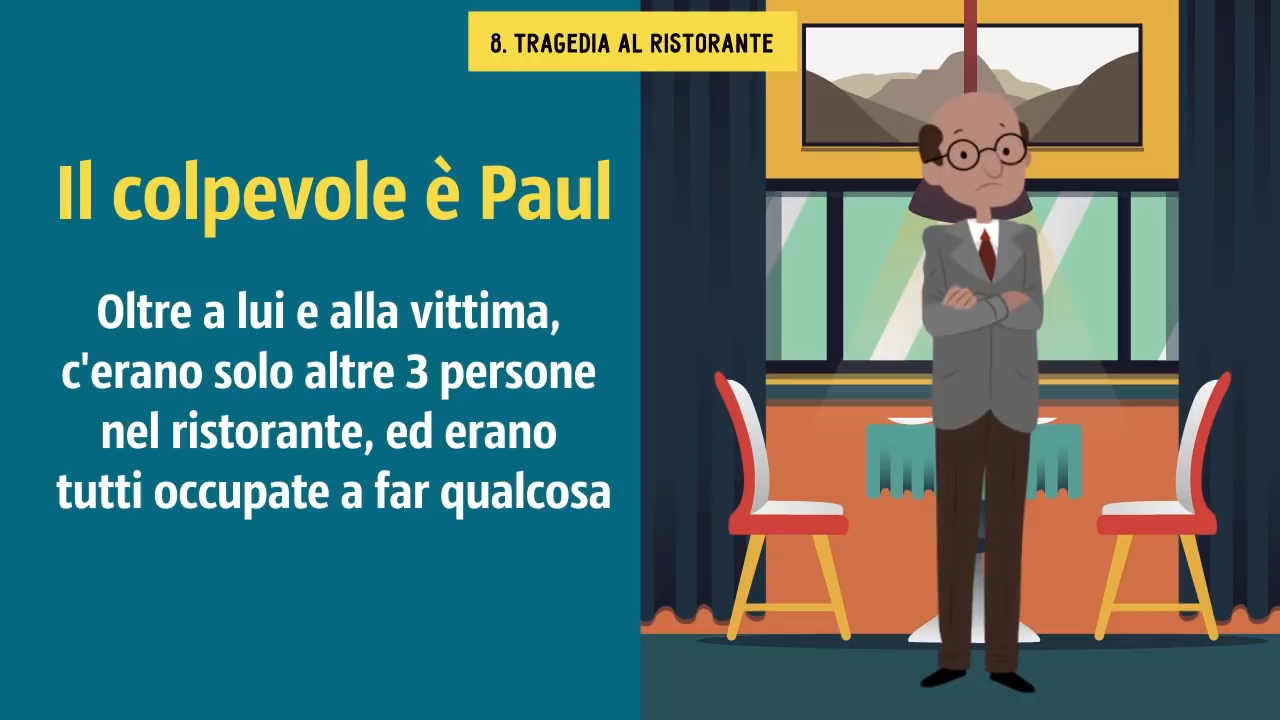 8. TRAGEDIA AL RISTORANTE
Il colpevole è Paul
Oltre a lui e alla vittima,
c'erano solo altre 3 persone
nel ristorante, ed erano
tutti occupate a far qualcosa